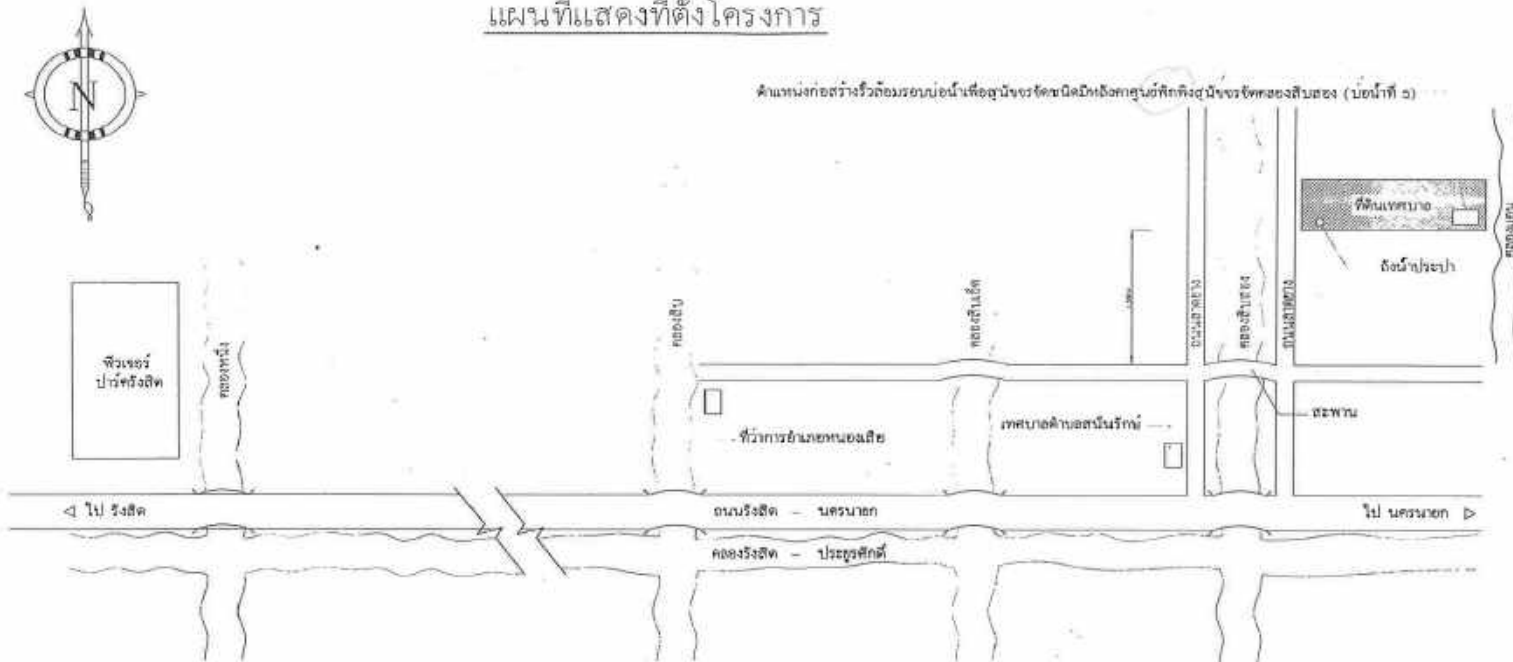 แผนที่แสดงที่ตั้งโครงการ
N
ตำแหน่งก่อสร้างรั้วล้อมรอบบ่อน้ำเพื่อสุนัขจรจัดชนิดมีหลังคาศูนย์พักพิงสุนัขจรจัดคลองสิบสอง (บ่อน้ำที่ 5)
ที่ดินเทศบาล
ถังน้ำประปา
ถนนลาดยาง
คลองสิบสอง
ถนนลาดยาง
คลองสิบ
คลองสิบเอ็ด
คลองหนึ่ง
ฟิวเจอร์
ปาร์ครังสิต
ที่ว่าการอำเภอหนองเสือ
เทศบาลตำบลสนั่นรักษ์
สะพาน
ไป รังสิต
ถนนรังสิต – นครนายก
ไป นครนายก
คลองรังสิต – ประยูรศักดิ์